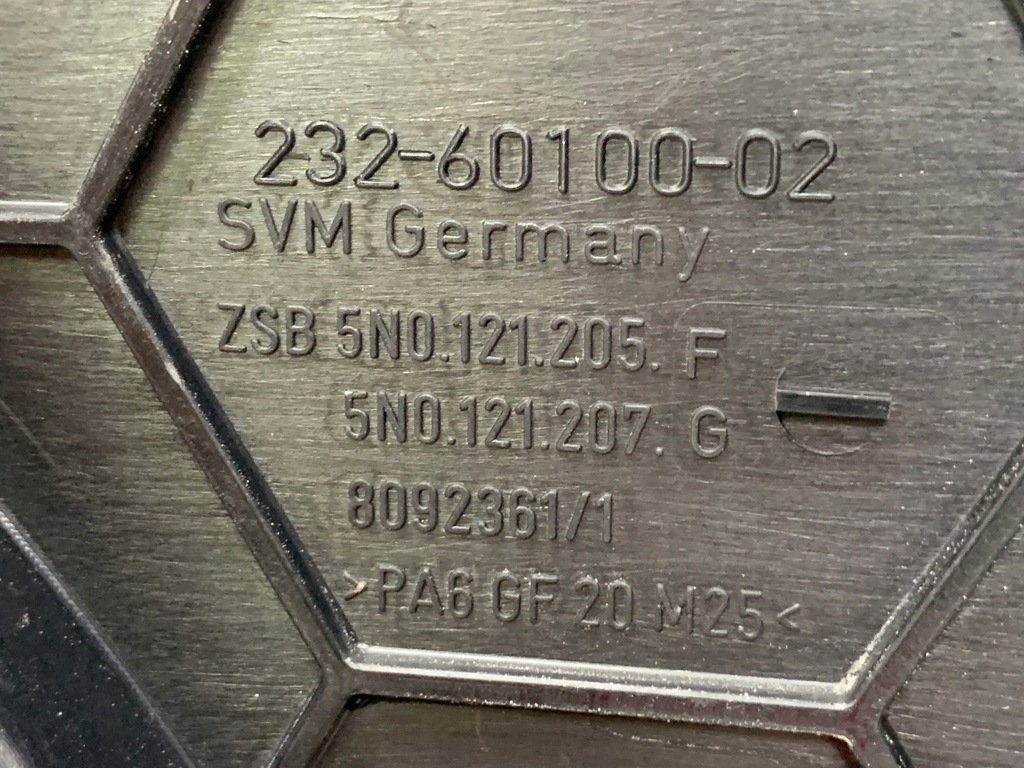 232-60100-02
SVM Germany
ZSB 5N0.121.205. F
5N0.121.207. G
8092361/1
>PA6 GF 20 M25<